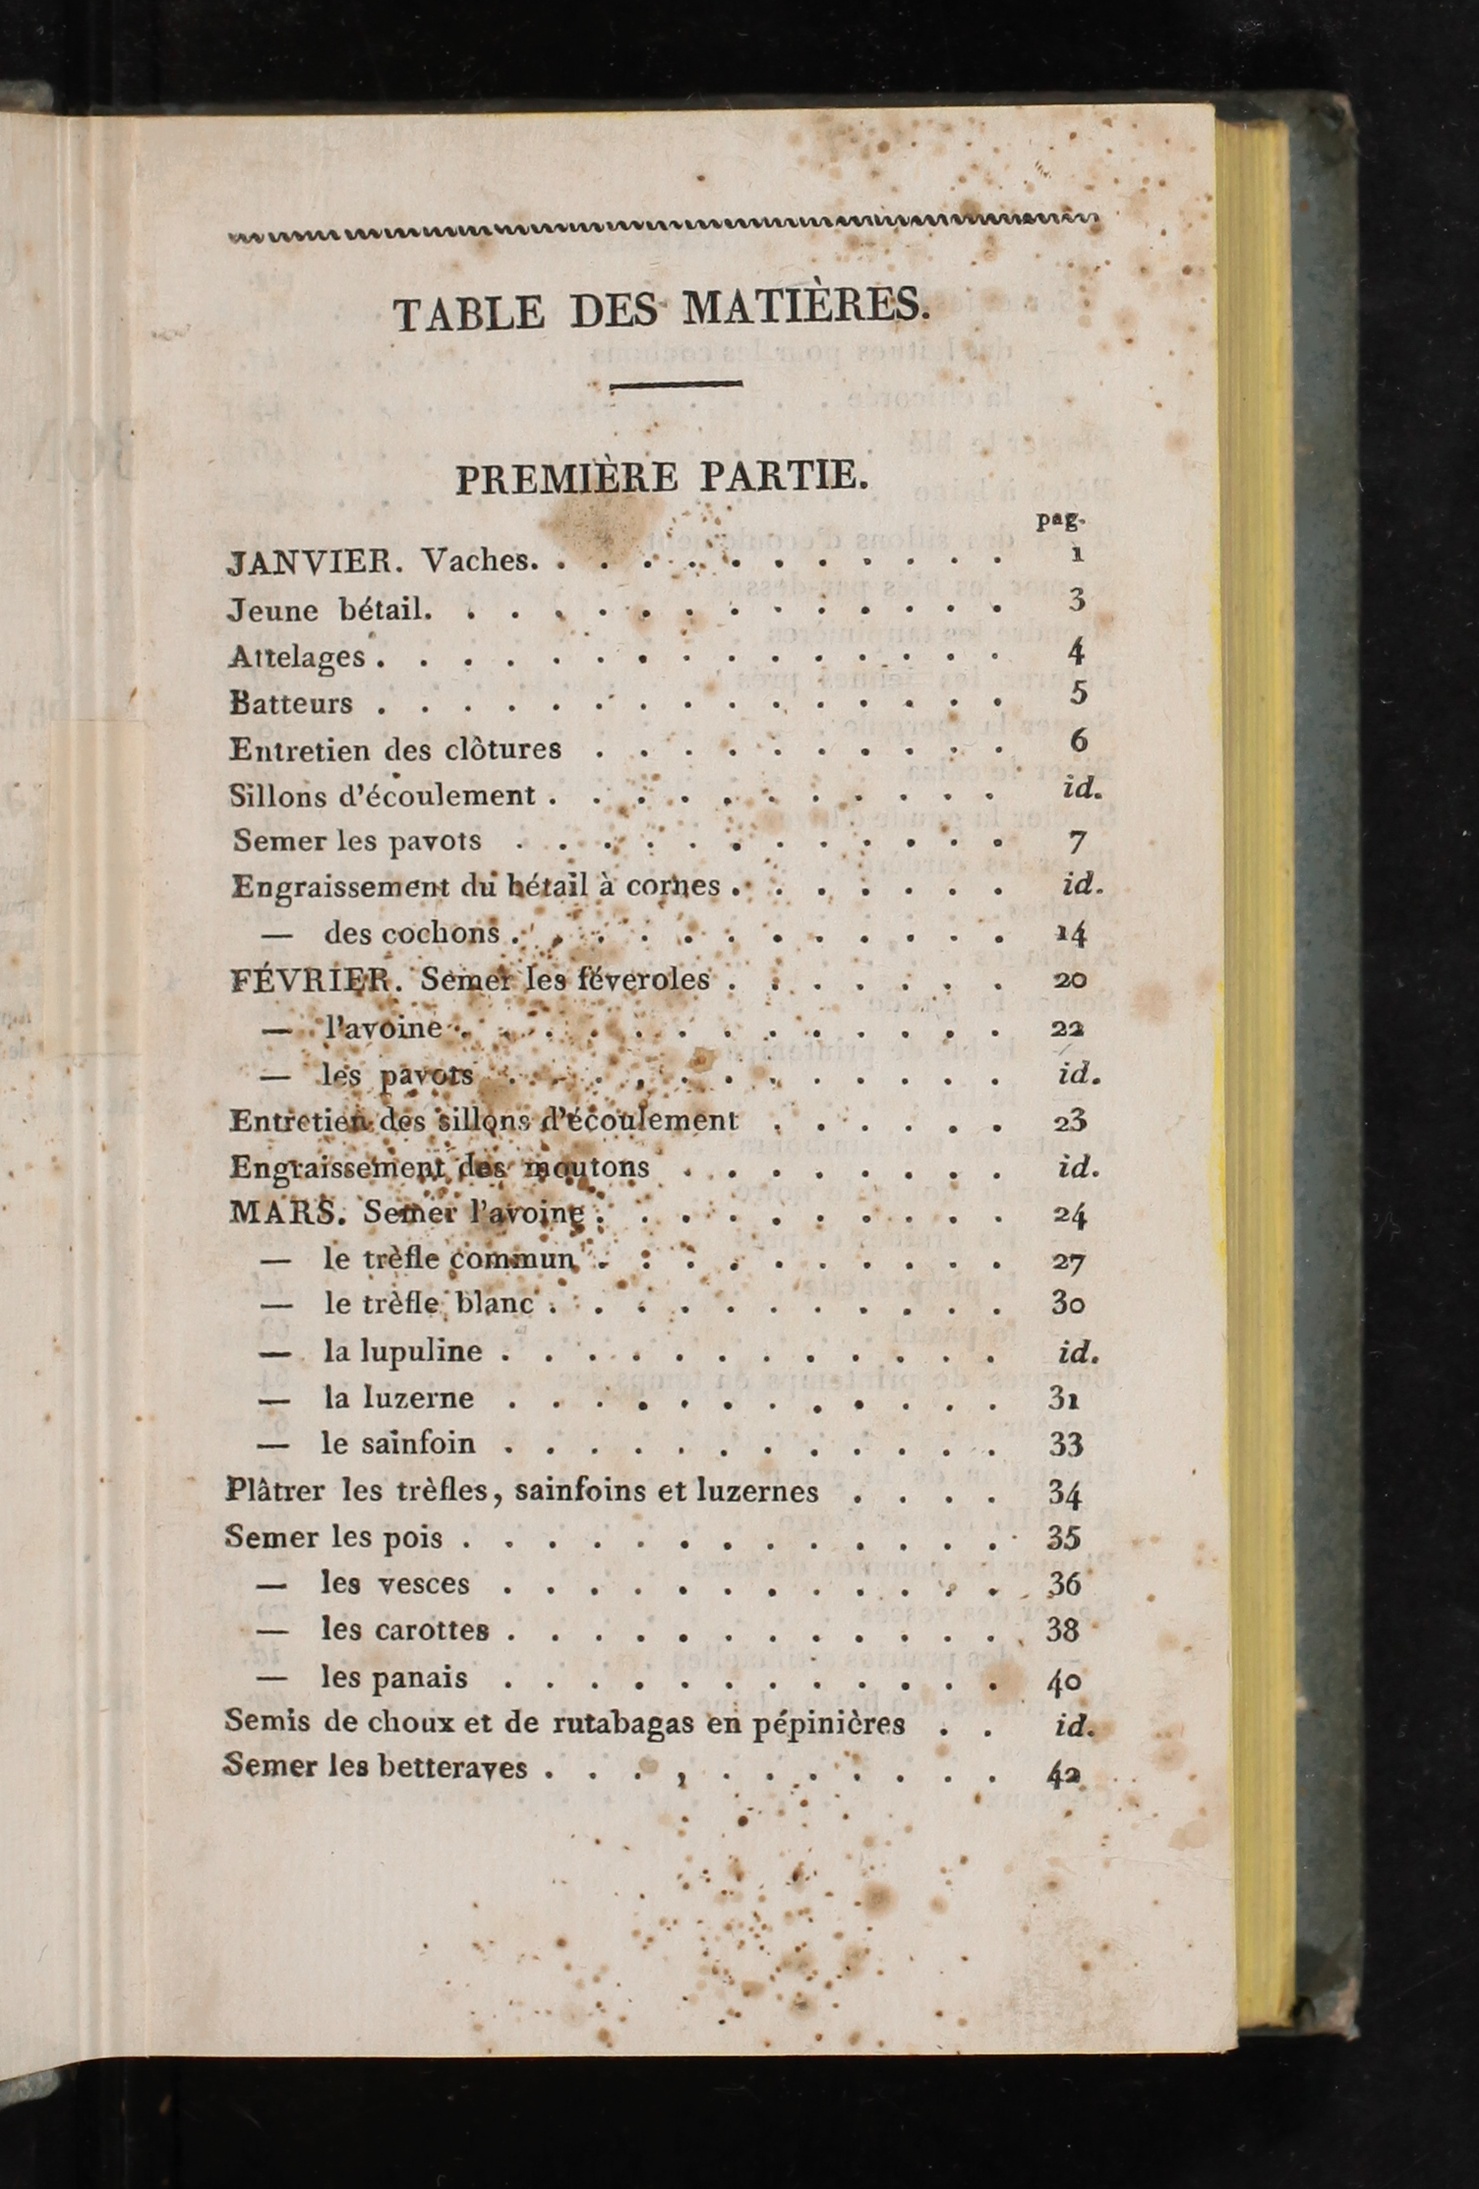 TABLE DES MATIÈRES.
PREMIÈRE PARTIE.
pag.
JANVIER. Vaches. . . . . . . . . . . . 1
Jeune bétail. . . . . . . . . . . . . . 3
Attelages . . . . . . . . . . . . . . . 4
Batteurs . . . . . . . . . . . . . . . 5
Entretien des clôtures . . . . . . . . . . 6
Sillons d'écoulement . . . . . . . . . . . id.
Semer les pavots . . . . . . . . . . . . 7
Engraissement du bétail à cornes . . . . . . . id.
— des cochons . . . . . . . . . . . . 14
FÉVRIER. Semer les féveroles . . . . . . . 20
— l'avoine . . . . . . . . . . . . . 22
— les pavots . . . . . . . . . . . . id.
Entretien des sillons d'écoulement . . . . . . 23
Engraissement des moutons . . . . . . . . id.
MARS. Semer l'avoine . . . . . . . . . . 24
— le trèfle commun . . . . . . . . . . 27
— le trèfle blanc . . . . . . . . . . . 30
— la lupuline . . . . . . . . . . . . id.
— la luzerne . . . . . . . . . . . . 31
— le sainfoin . . . . . . . . . . . . 33
Plâtrer les trèfles, sainfoins et luzernes . . . . 34
Semer les pois . . . . . . . . . . . . . 35
— les vesces . . . . . . . . . . . . 36
— les carottes . . . . . . . . . . . . 38
— les panais . . . . . . . . . . . . 40
Semis de choux et de rutabagas en pépinières . . id.
Semer les betteraves . . . . . . . . . . . 42